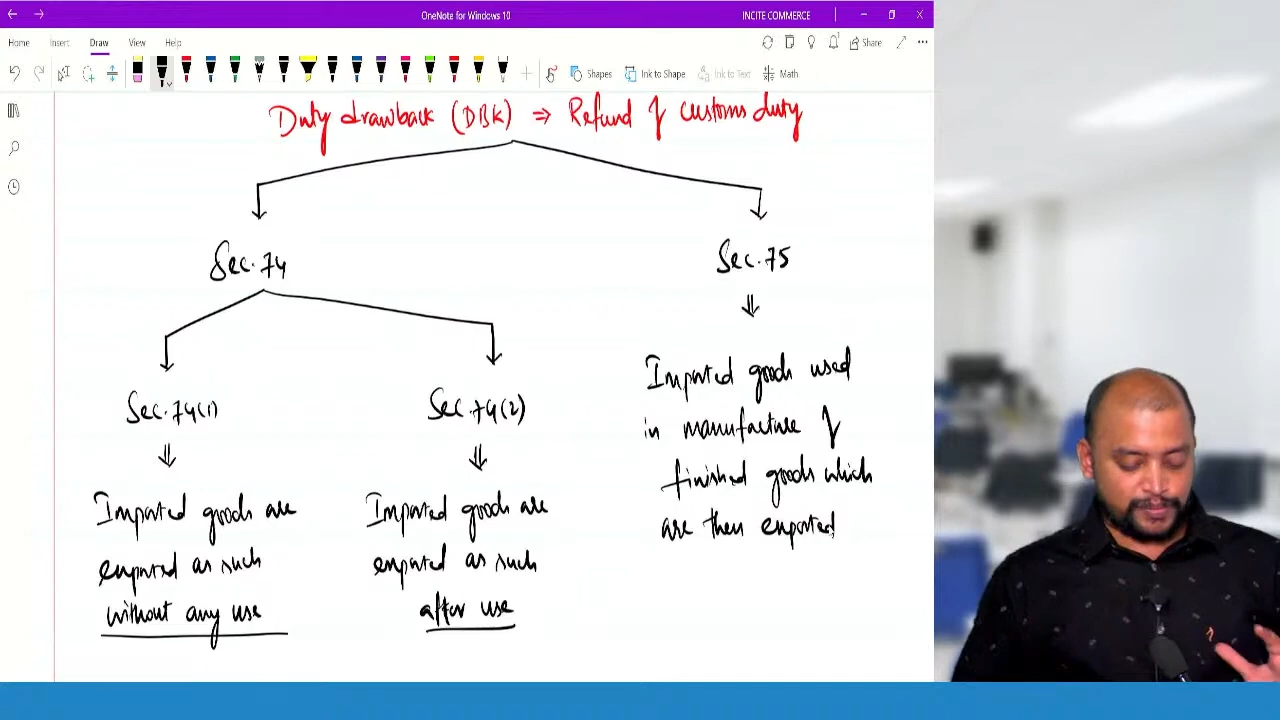 OneNote for Windows 10
INCITE COMMERCE
Home Insert Draw View Help
Share
Shapes
Ink to Shape
Ink to Text
Math
Duty drawback (DBK) ⇒ Refund of customs duty
Sec.74
Sec.75
Sec.74(1)
⇓
Imported goods are
exported as such
without any use
Sec.74(2)
⇓
Imported goods are
exported as such
after use
⇓
Imported goods used
in manufacture of
finished goods which
are then exported